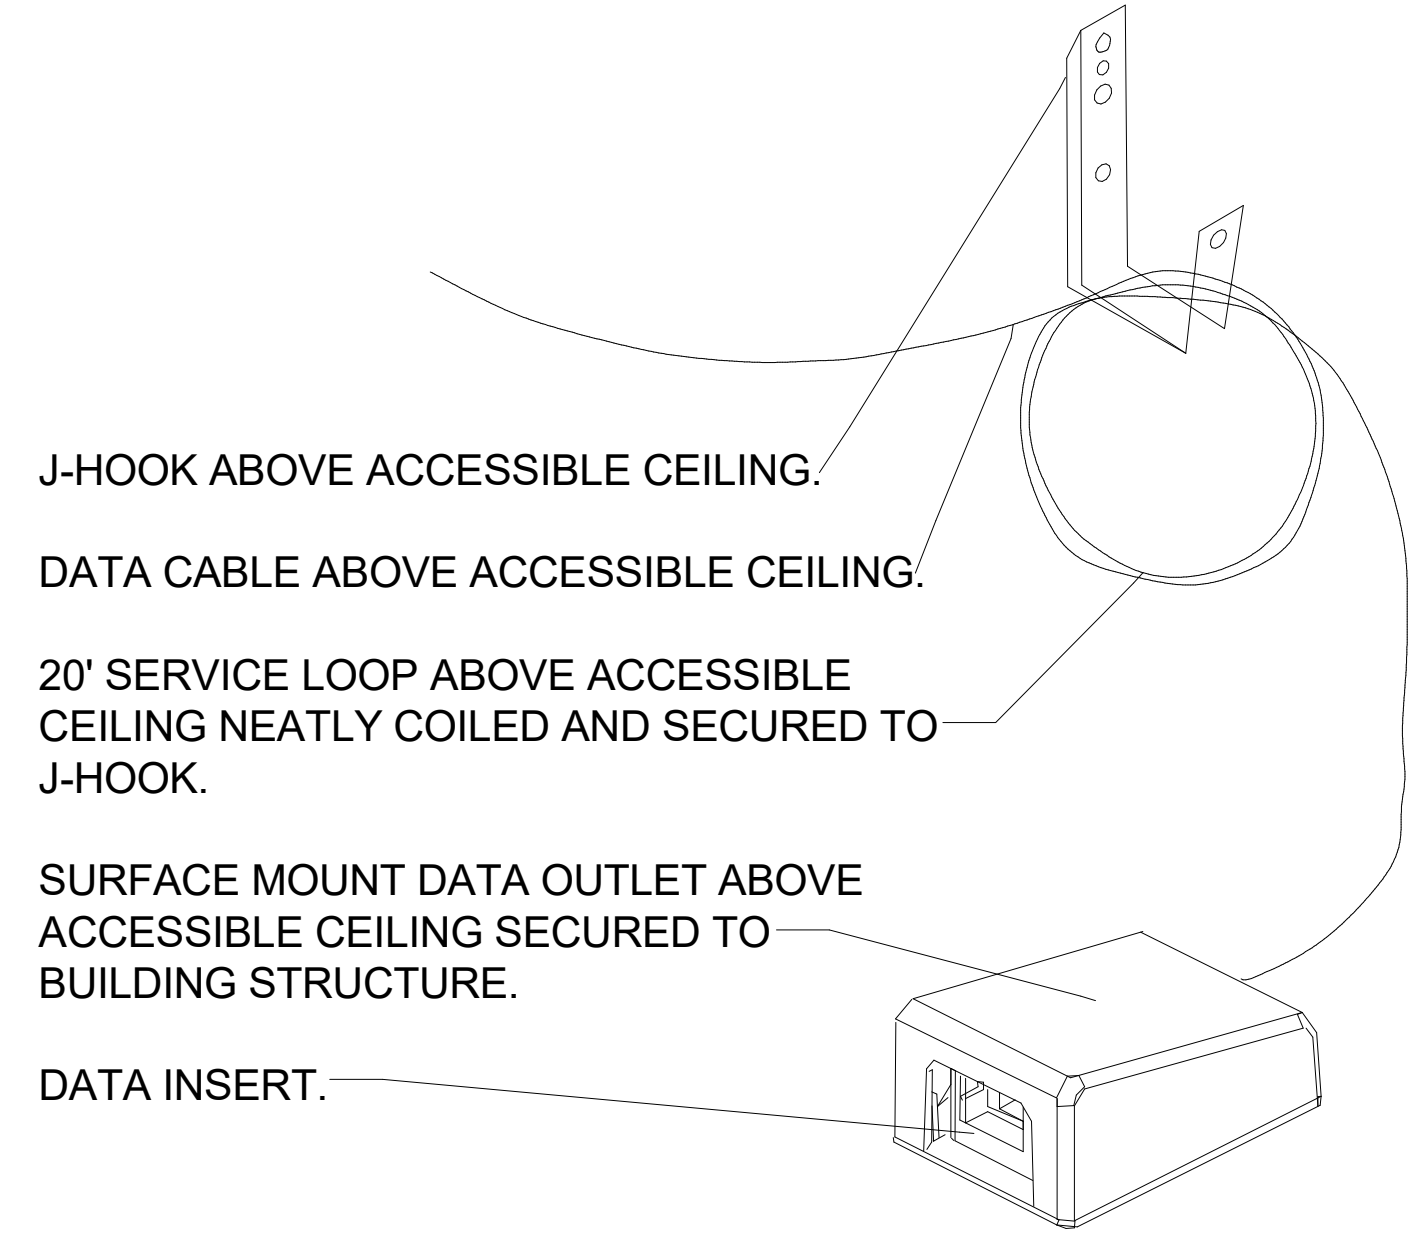 J-HOOK ABOVE ACCESSIBLE CEILING.
DATA CABLE ABOVE ACCESSIBLE CEILING.
20' SERVICE LOOP ABOVE ACCESSIBLE
CEILING NEATLY COILED AND SECURED TO
J-HOOK.
SURFACE MOUNT DATA OUTLET ABOVE
ACCESSIBLE CEILING SECURED TO
BUILDING STRUCTURE.
DATA INSERT.